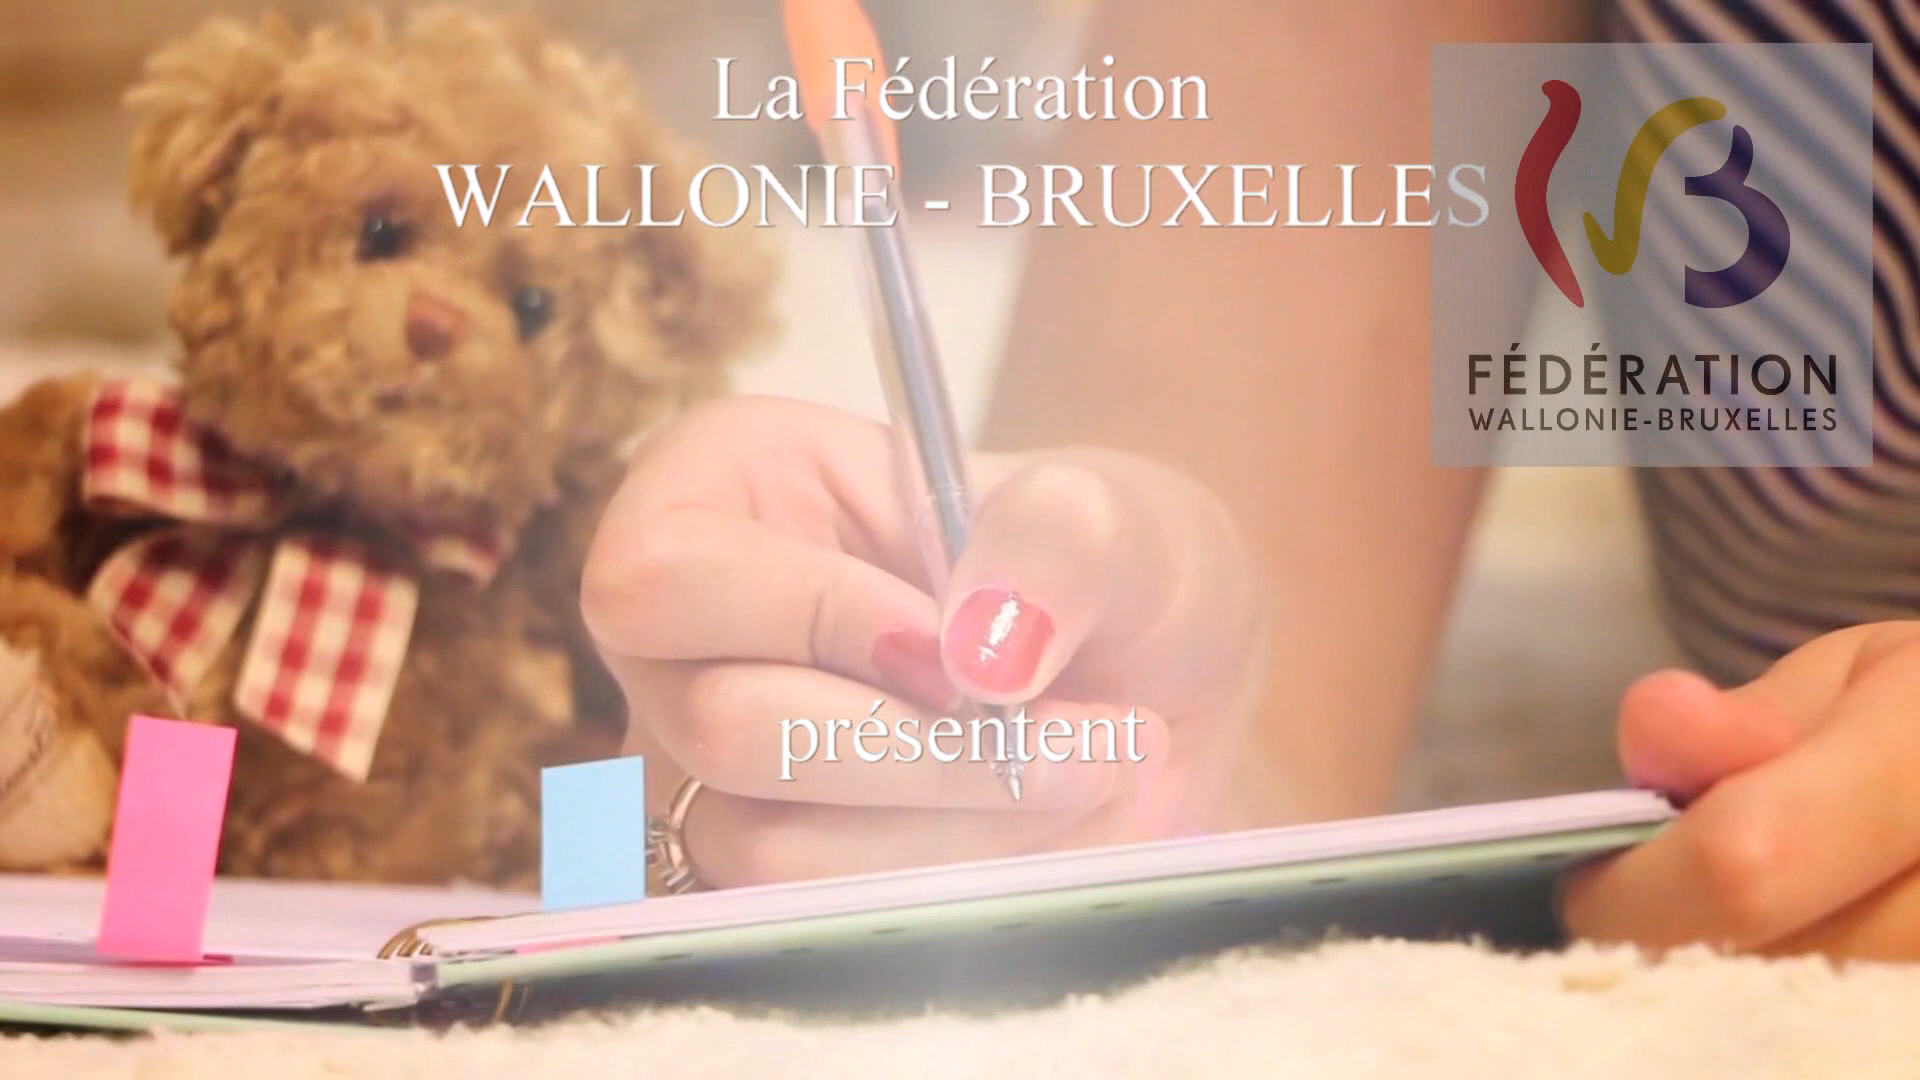 La Fédération
WALLONIE - BRUXELLES
FÉDÉRATION
WALLONIE-BRUXELLES
présentent